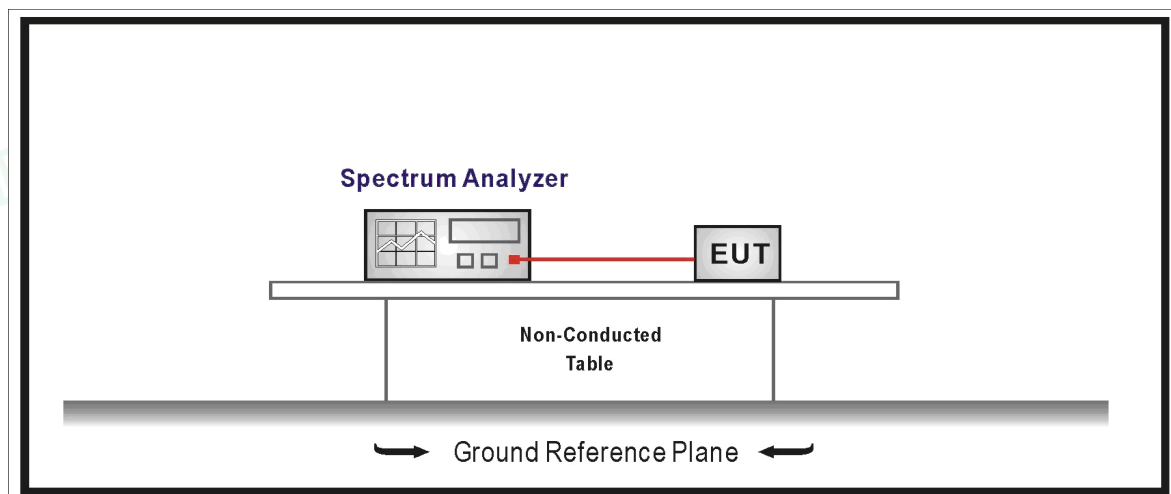 Spectrum Analyzer
EUT
Non-Conducted
Table
Ground Reference Plane